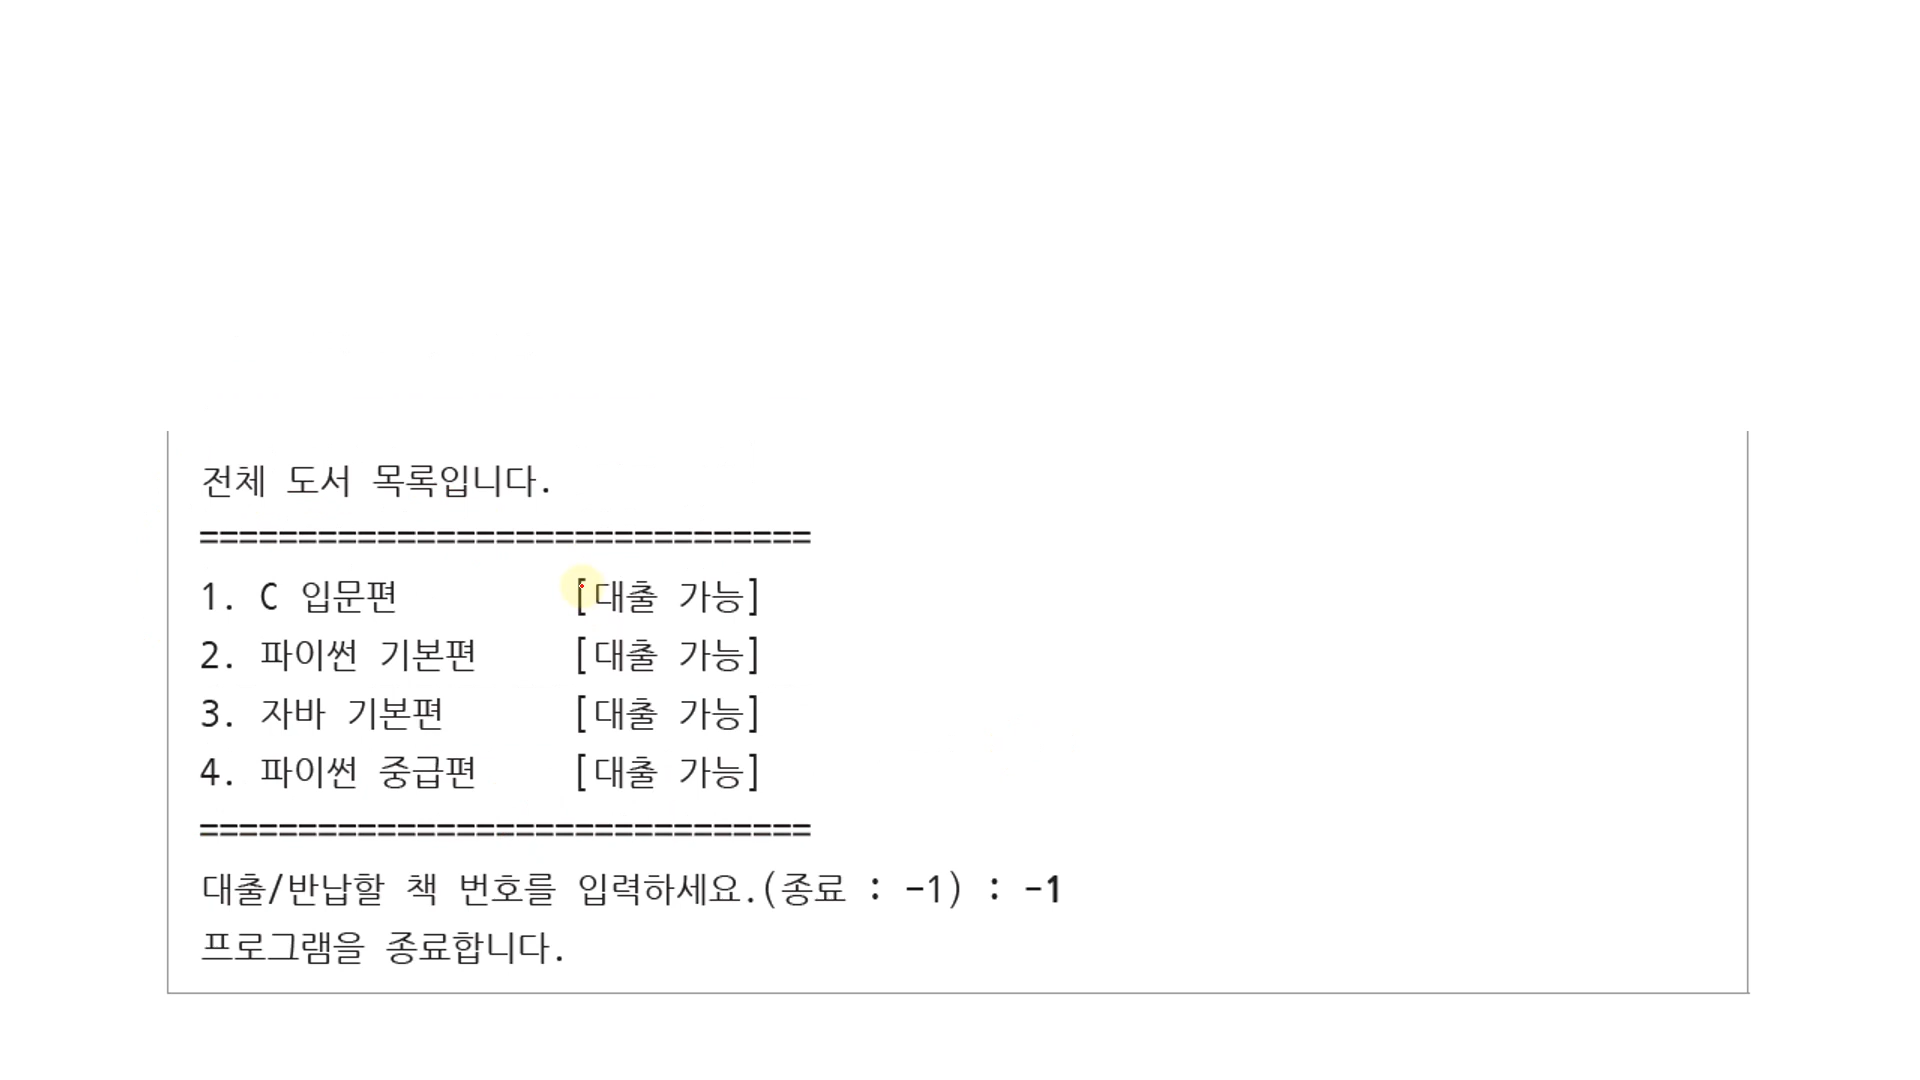 전체 도서 목록입니다.
===============================
1. C 입문편 [대출 가능]
2. 파이썬 기본편 [대출 가능]
3. 자바 기본편 [대출 가능]
4. 파이썬 중급편 [대출 가능]
===============================
대출/반납할 책 번호를 입력하세요.(종료 : -1) : -1
프로그램을 종료합니다.